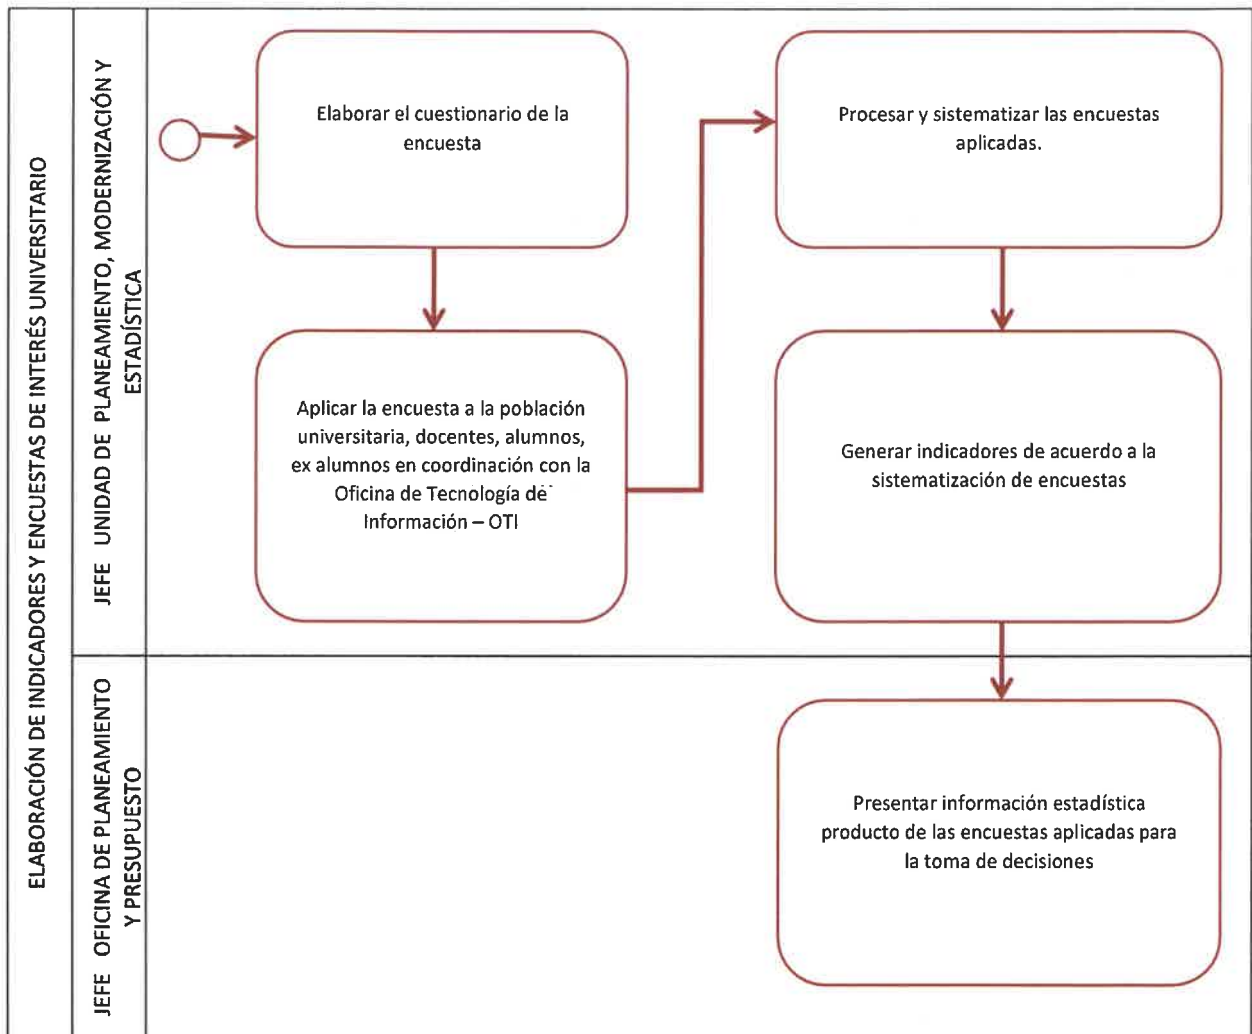 ELABORACIÓN DE INDICADORES Y ENCUESTAS DE INTERÉS UNIVERSITARIO
JEFE UNIDAD DE PLANEAMIENTO, MODERNIZACIÓN Y
ESTADÍSTICA
Elaborar el cuestionario de la
encuesta
Aplicar la encuesta a la población
universitaria, docentes, alumnos,
ex alumnos en coordinación con la
Oficina de Tecnología de
Información – OTI
Procesar y sistematizar las encuestas
aplicadas.
Generar indicadores de acuerdo a la
sistematización de encuestas
JEFE OFICINA DE PLANEAMIENTO
Y PRESUPUESTO
Presentar información estadística
producto de las encuestas aplicadas para
la toma de decisiones